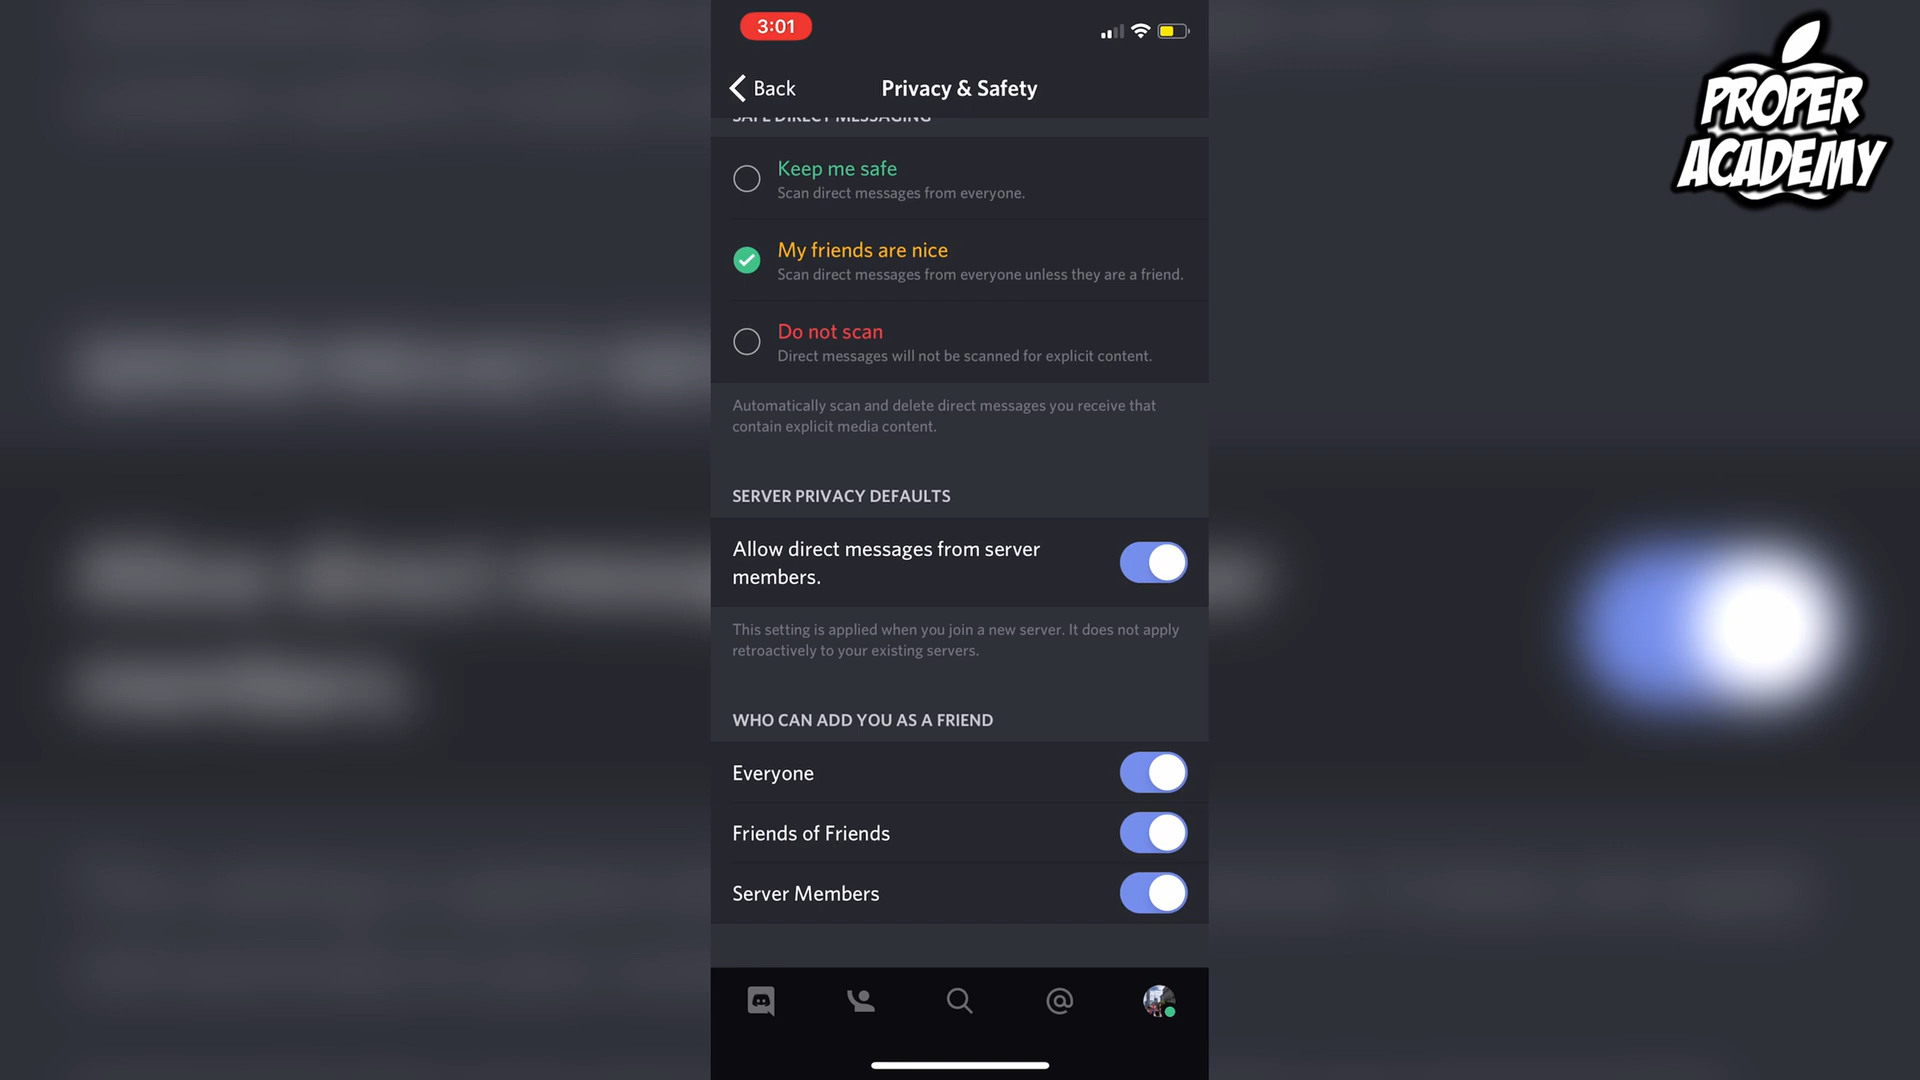 3:01
PROPER
ACADEMY
Back
Privacy & Safety
SAFE DIRECT MESSAGING
Keep me safe
Scan direct messages from everyone.
My friends are nice
Scan direct messages from everyone unless they are a friend.
Do not scan
Direct messages will not be scanned for explicit content.
Automatically scan and delete direct messages you receive that
contain explicit media content.
SERVER PRIVACY DEFAULTS
Allow direct messages from server
members.
This setting is applied when you join a new server. It does not apply
retroactively to your existing servers.
WHO CAN ADD YOU AS A FRIEND
Everyone
Friends of Friends
Server Members